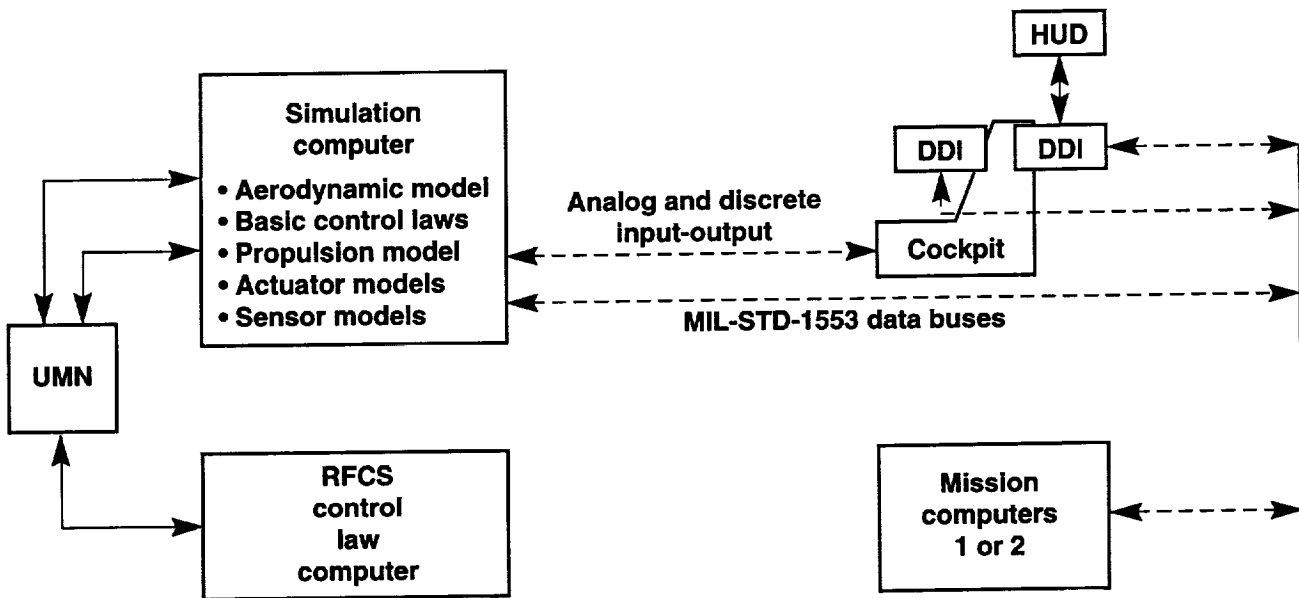 HUD
Simulation
computer
• Aerodynamic model
• Basic control laws
• Propulsion model
• Actuator models
• Sensor models
Analog and discrete
input-output
DDI
DDI
Cockpit
MIL-STD-1553 data buses
UMN
RFCS
control
law
computer
Mission
computers
1 or 2